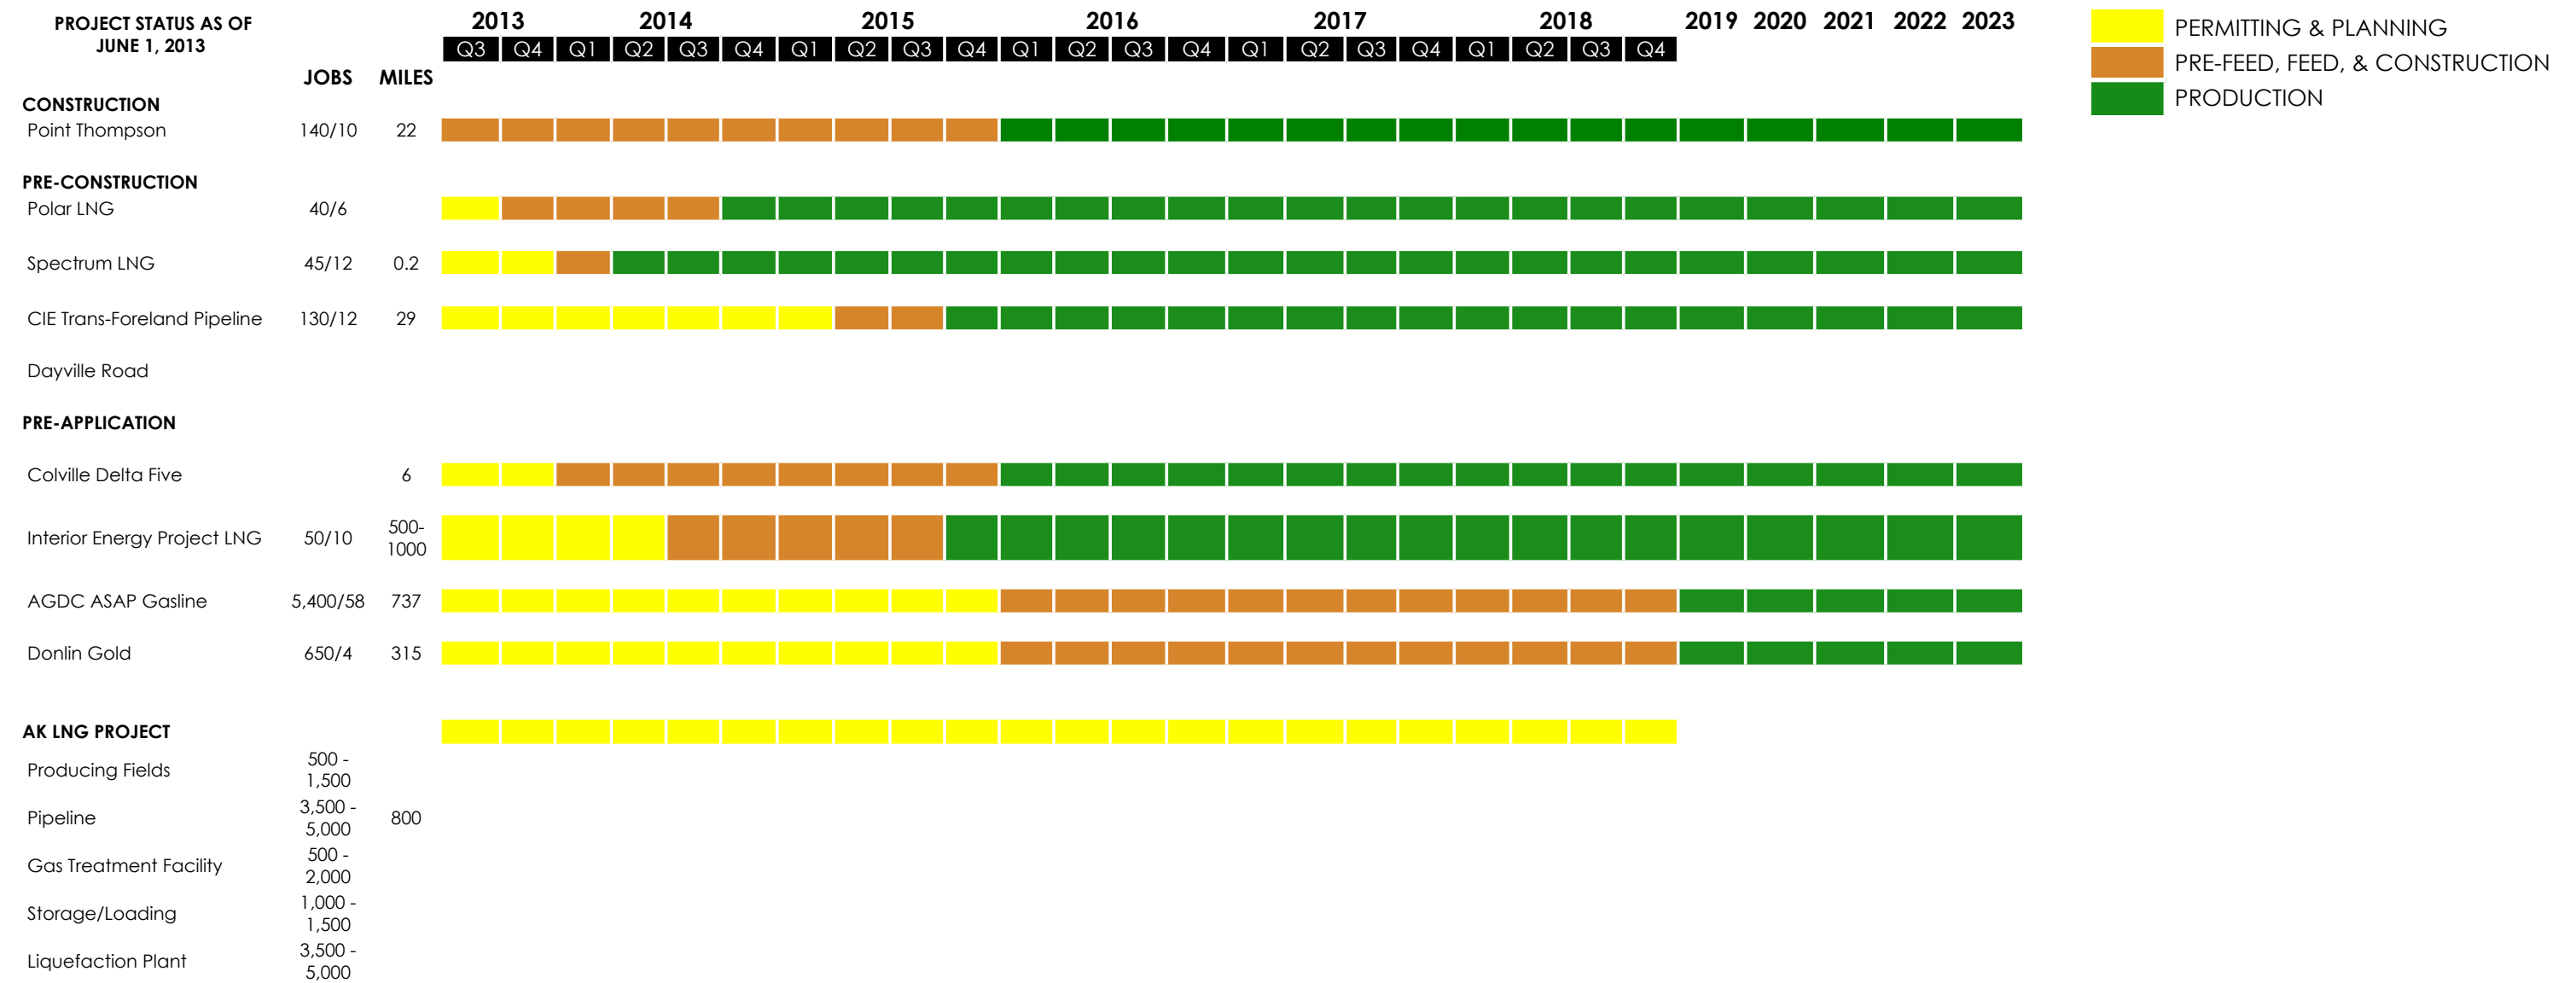 PROJECT STATUS AS OF
JUNE 1, 2013
2013 2014 2015 2016 2017 2018 2019 2020 2021 2022 2023
Q3 Q4 Q1 Q2 Q3 Q4 Q1 Q2 Q3 Q4 Q1 Q2 Q3 Q4 Q1 Q2 Q3 Q4 Q1 Q2 Q3 Q4
PERMITTING & PLANNING
PRE-FEED, FEED, & CONSTRUCTION
PRODUCTION
JOBS MILES
CONSTRUCTION
Point Thompson 140/10 22
PRE-CONSTRUCTION
Polar LNG 40/6
Spectrum LNG 45/12 0.2
CIE Trans-Foreland Pipeline 130/12 29
Dayville Road
PRE-APPLICATION
Colville Delta Five 6
Interior Energy Project LNG 50/10 500-
1000
AGDC ASAP Gasline 5,400/58 737
Donlin Gold 650/4 315
AK LNG PROJECT
Producing Fields 500 -
1,500
Pipeline 3,500 -
5,000 800
Gas Treatment Facility 500 -
2,000
Storage/Loading 1,000 -
1,500
Liquefaction Plant 3,500 -
5,000